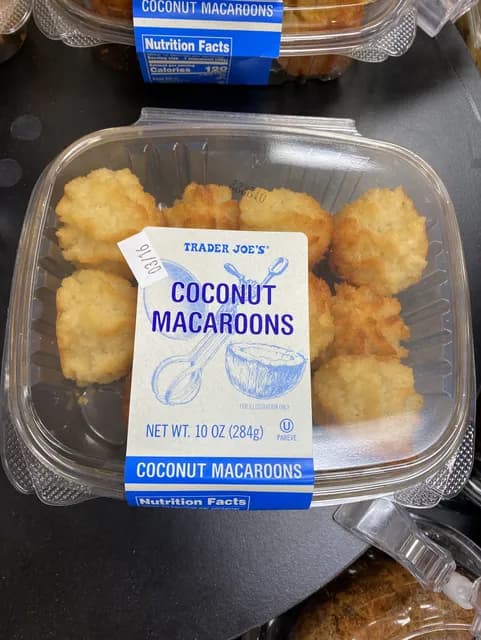 COCONUT MACAROONS
Nutrition Facts
Calories 120
03/16
TRADER JOE'S®
COCONUT
MACAROONS
FOR ILLUSTRATION ONLY
NET WT. 10 OZ (284g)
U
PAREVE
COCONUT MACAROONS
Nutrition Facts